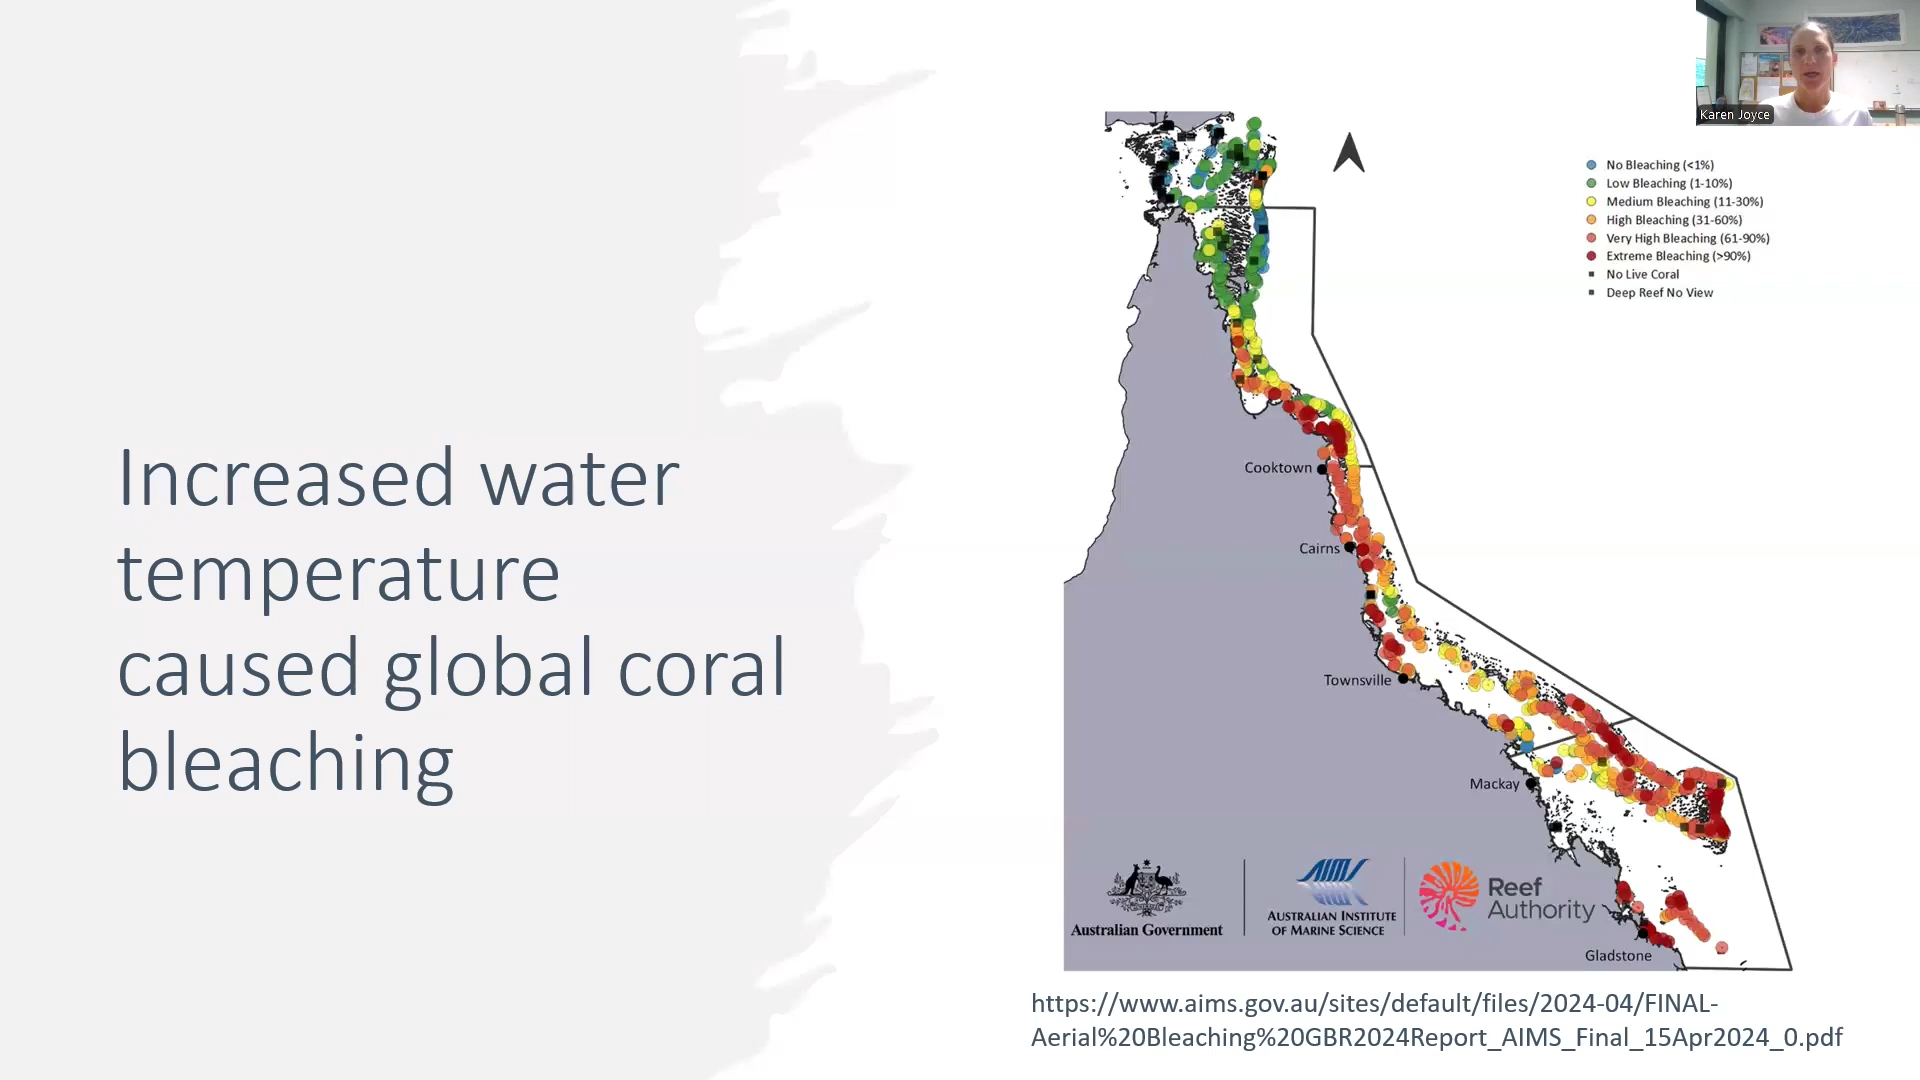 Karen Joyce
No Bleaching (<1%)
Low Bleaching (1-10%)
Medium Bleaching (11-30%)
High Bleaching (31-60%)
Very High Bleaching (61-90%)
Extreme Bleaching (>90%)
No Live Coral
Deep Reef No View
Increased water
temperature
caused global coral
bleaching
Cooktown
Cairns
Townsville
Mackay
Gladstone
Australian Government
AIMS
AUSTRALIAN INSTITUTE
OF MARINE SCIENCE
Reef
Authority
https://www.aims.gov.au/sites/default/files/2024-04/FINAL-
Aerial%20Bleaching%20GBR2024Report_AIMS_Final_15Apr2024_0.pdf